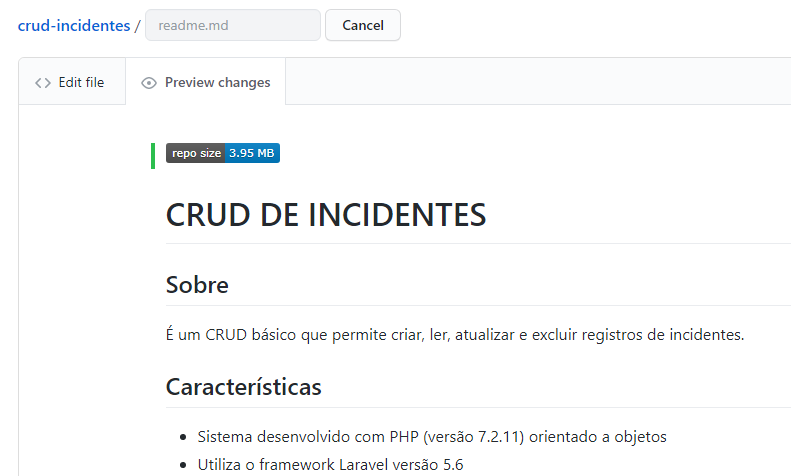 crud-incidentes / readme.md Cancel
Edit file Preview changes
repo size 3.95 MB
CRUD DE INCIDENTES
Sobre
É um CRUD básico que permite criar, ler, atualizar e excluir registros de incidentes.
Características
• Sistema desenvolvido com PHP (versão 7.2.11) orientado a objetos
• Utiliza o framework Laravel versão 5.6